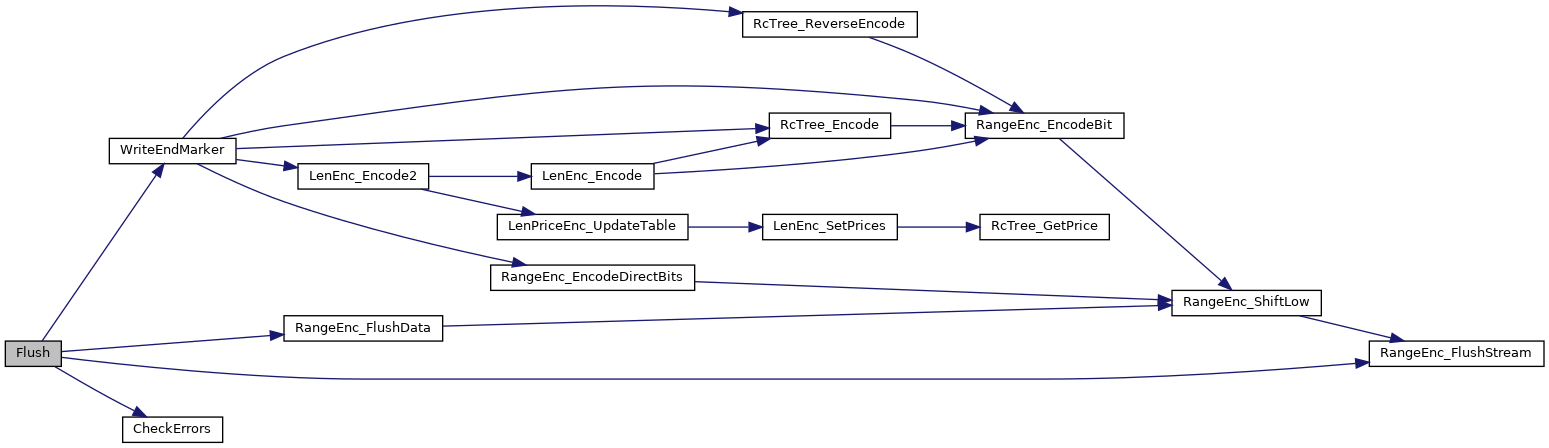 RcTree_ReverseEncode
RcTree_Encode
RangeEnc_EncodeBit
WriteEndMarker
LenEnc_Encode2
LenEnc_Encode
LenPriceEnc_UpdateTable
LenEnc_SetPrices
RcTree_GetPrice
RangeEnc_EncodeDirectBits
RangeEnc_ShiftLow
RangeEnc_FlushData
Flush
RangeEnc_FlushStream
CheckErrors